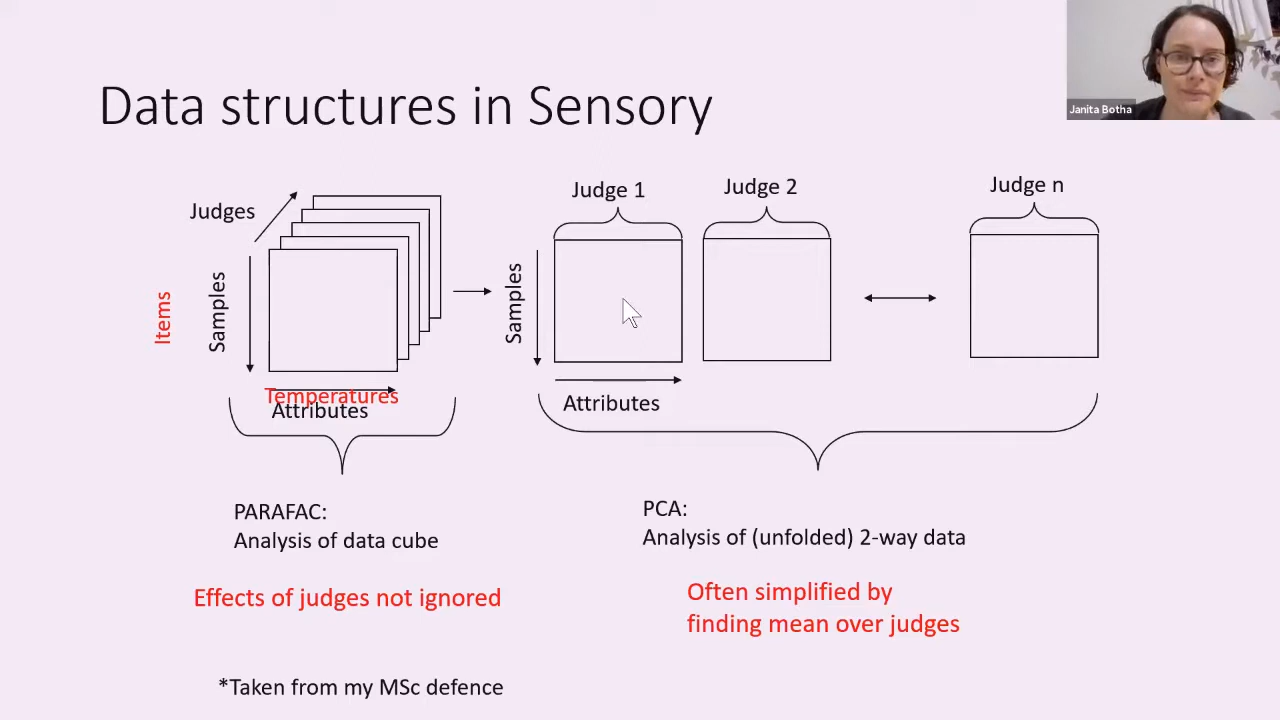 Janita Botha
Data structures in Sensory
Judges
Items
Samples
Temperatures
Attributes
Judge 1
Judge 2
Judge n
Samples
Attributes
PARAFAC:
Analysis of data cube
Effects of judges not ignored
PCA:
Analysis of (unfolded) 2-way data
Often simplified by
finding mean over judges
*Taken from my MSc defence